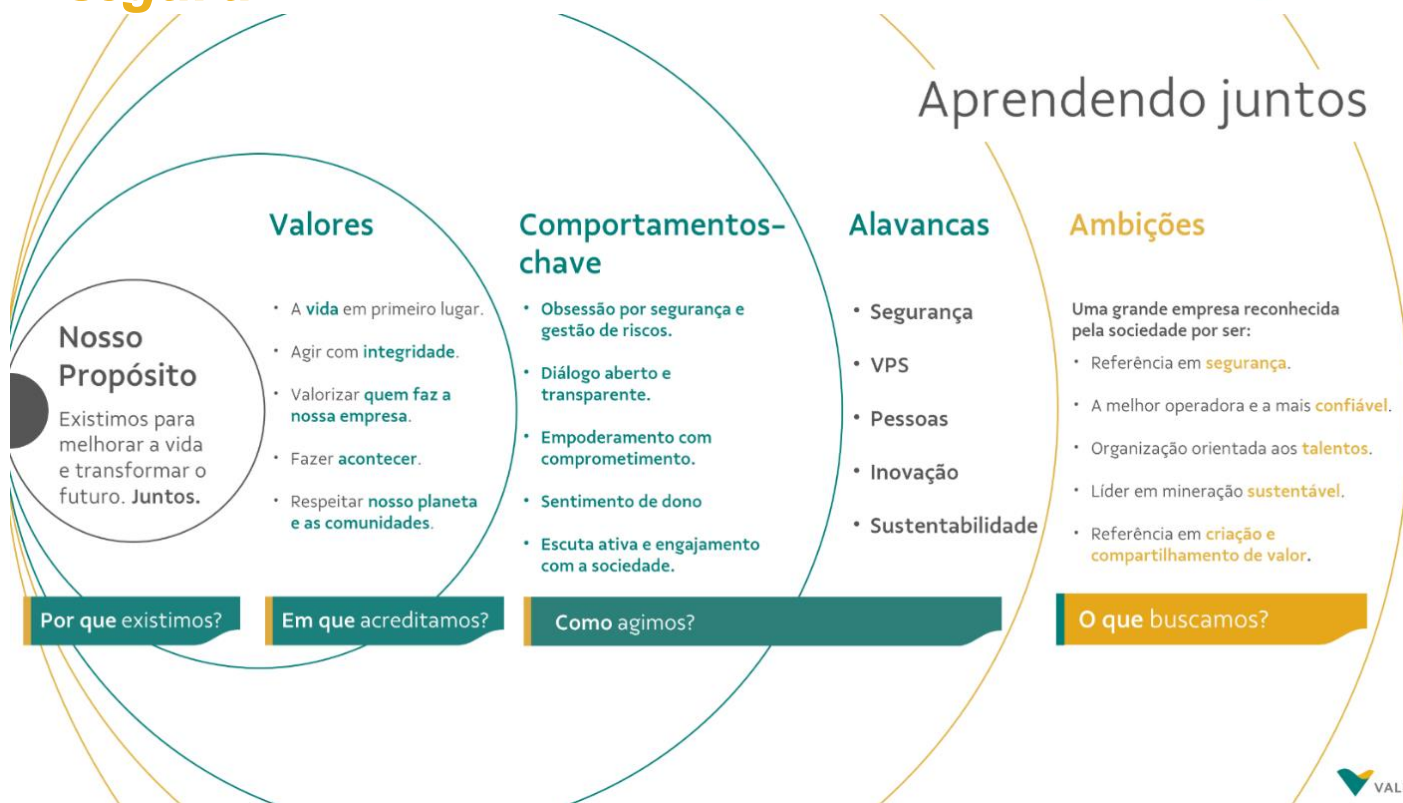 Aprendendo juntos
Nosso
Propósito
Existimos para
melhorar a vida
e transformar o
futuro. Juntos.
Por que existimos?
Valores
• A vida em primeiro lugar.
• Agir com integridade.
• Valorizar quem faz a
nossa empresa.
• Fazer acontecer.
• Respeitar nosso planeta
e as comunidades.
Em que acreditamos?
Comportamentos-
chave
• Obsessão por segurança e
gestão de riscos.
• Diálogo aberto e
transparente.
• Empoderamento com
comprometimento.
• Sentimento de dono
• Escuta ativa e engajamento
com a sociedade.
Alavancas
• Segurança
• VPS
• Pessoas
• Inovação
• Sustentabilidade
Como agimos?
Ambições
Uma grande empresa reconhecida
pela sociedade por ser:
• Referência em segurança.
• A melhor operadora e a mais confiável.
• Organização orientada aos talentos.
• Líder em mineração sustentável.
• Referência em criação e
compartilhamento de valor.
O que buscamos?
VAL